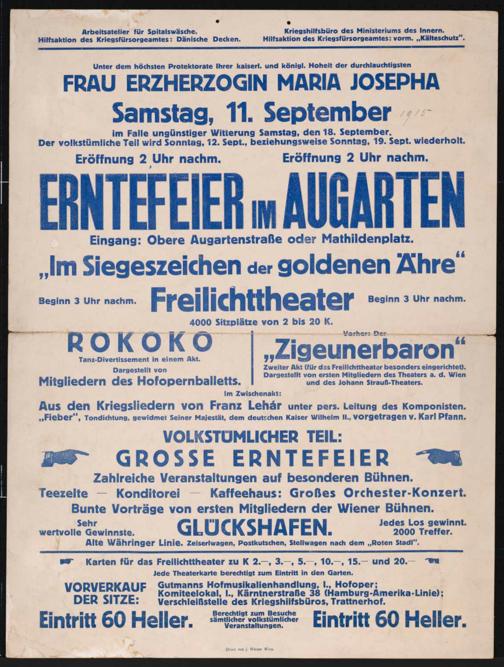 Arbeitsatelier für Spitalswäsche.
Hilfsaktion des Kriegsfürsorgeamtes: Dänische Decken.
Kriegshilfsbüro des Ministeriums des Innern.
Hilfsaktion des Kriegsfürsorgeamtes: vorm. „Kälteschutz".
Unter dem höchsten Protektorate Ihrer kaiserl. und königl. Hoheit der durchlauchtigsten
FRAU ERZHERZOGIN MARIA JOSEPHA
Samstag, 11. September 1915
im Falle ungünstiger Witterung Samstag, den 18. September.
Der volkstümliche Teil wird Sonntag, 12. Sept., beziehungsweise Sonntag, 19. Sept. wiederholt.
Eröffnung 2 Uhr nachm. Eröffnung 2 Uhr nachm.
ERNTEFEIER IM AUGARTEN
Eingang: Obere Augartenstraße oder Mathildenplatz.
„Im Siegeszeichen der goldenen Ähre"
Beginn 3 Uhr nachm. Freilichttheater Beginn 3 Uhr nachm.
4000 Sitzplätze von 2 bis 20 K.
ROKOKO
Tanz-Divertissement in einem Akt.
Dargestellt von
Mitgliedern des Hofopernballetts.
Vorher: Der
„Zigeunerbaron"
Zweiter Akt (für das Freilichttheater besonders eingerichtet).
Dargestellt von ersten Mitgliedern des Theaters a. d. Wien
und des Johann Strauß-Theaters.
Im Zwischenakt:
Aus den Kriegsliedern von Franz Lehár unter pers. Leitung des Komponisten.
„Fieber", Tondichtung, gewidmet Seiner Majestät, dem deutschen Kaiser Wilhelm II., vorgetragen v. Karl Pfann.
VOLKSTÜMLICHER TEIL:
GROSSE ERNTEFEIER
Zahlreiche Veranstaltungen auf besonderen Bühnen.
Teezelte — Konditorei — Kaffeehaus: Großes Orchester-Konzert.
Bunte Vorträge von ersten Mitgliedern der Wiener Bühnen.
Sehr
wertvolle Gewinnste.
GLÜCKSHAFEN.
Jedes Los gewinnt.
2000 Treffer.
Alte Währinger Linie. Zeiserlwagen, Postkutschen, Stellwagen nach dem „Roten Stadl".
Karten für das Freilichttheater zu K 2.—, 3.—, 5.—, 10.—, 15.— und 20.—
Jede Theaterkarte berechtigt zum Eintritt in den Garten.
VORVERKAUF
DER SITZE:
Gutmanns Hofmusikalienhandlung, I., Hofoper;
Komiteelokal, I., Kärntnerstraße 38 (Hamburg-Amerika-Linie);
Verschleißstelle des Kriegshilfsbüros, Trattnerhof.
Eintritt 60 Heller.
Berechtigt zum Besuche
sämtlicher volkstümlicher
Veranstaltungen.
Eintritt 60 Heller.
Druck von J. Weiner Wien.